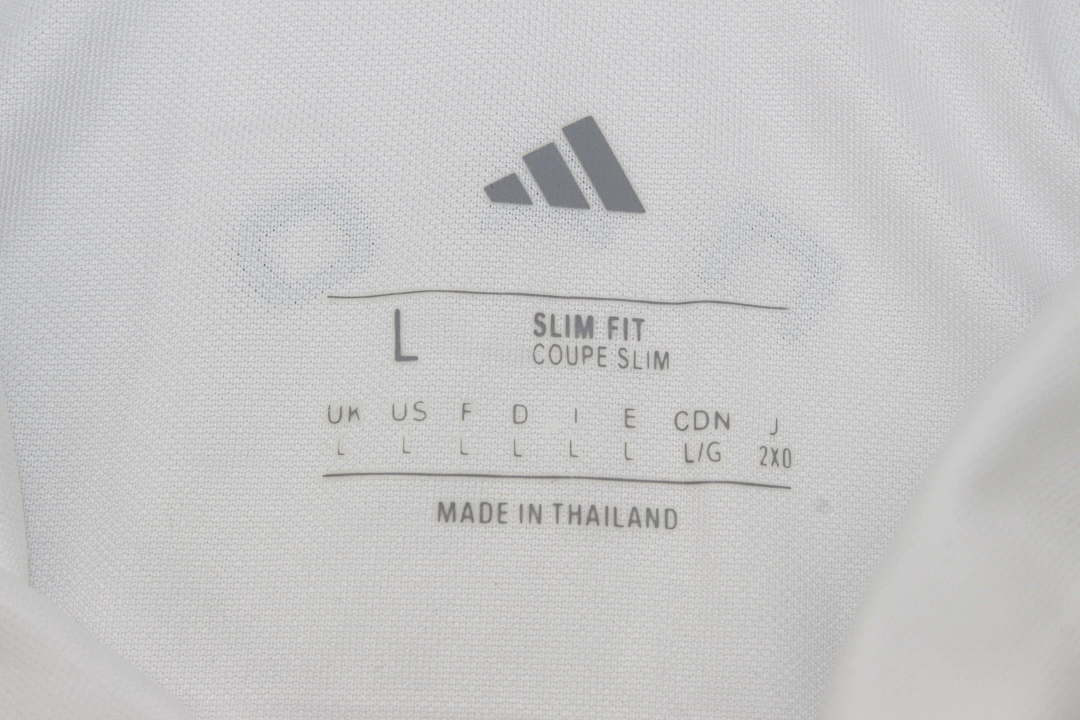 L
SLIM FIT
COUPE SLIM
UK US F D I E CDN J
L L L L L L L/G 2XO
MADE IN THAILAND